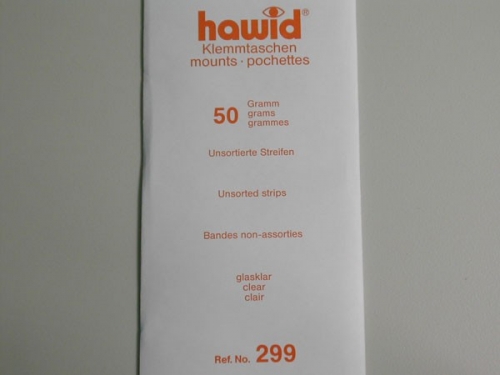 hawid®
Klemmtaschen
mounts · pochettes
50 Gramm
grams
grammes
Unsortierte Streifen
Unsorted strips
Bandes non-assorties
glasklar
clear
clair
Ref. No. 299